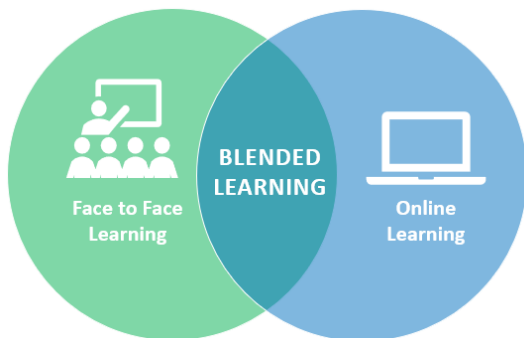 Face to Face
Learning
BLENDED
LEARNING
Online
Learning